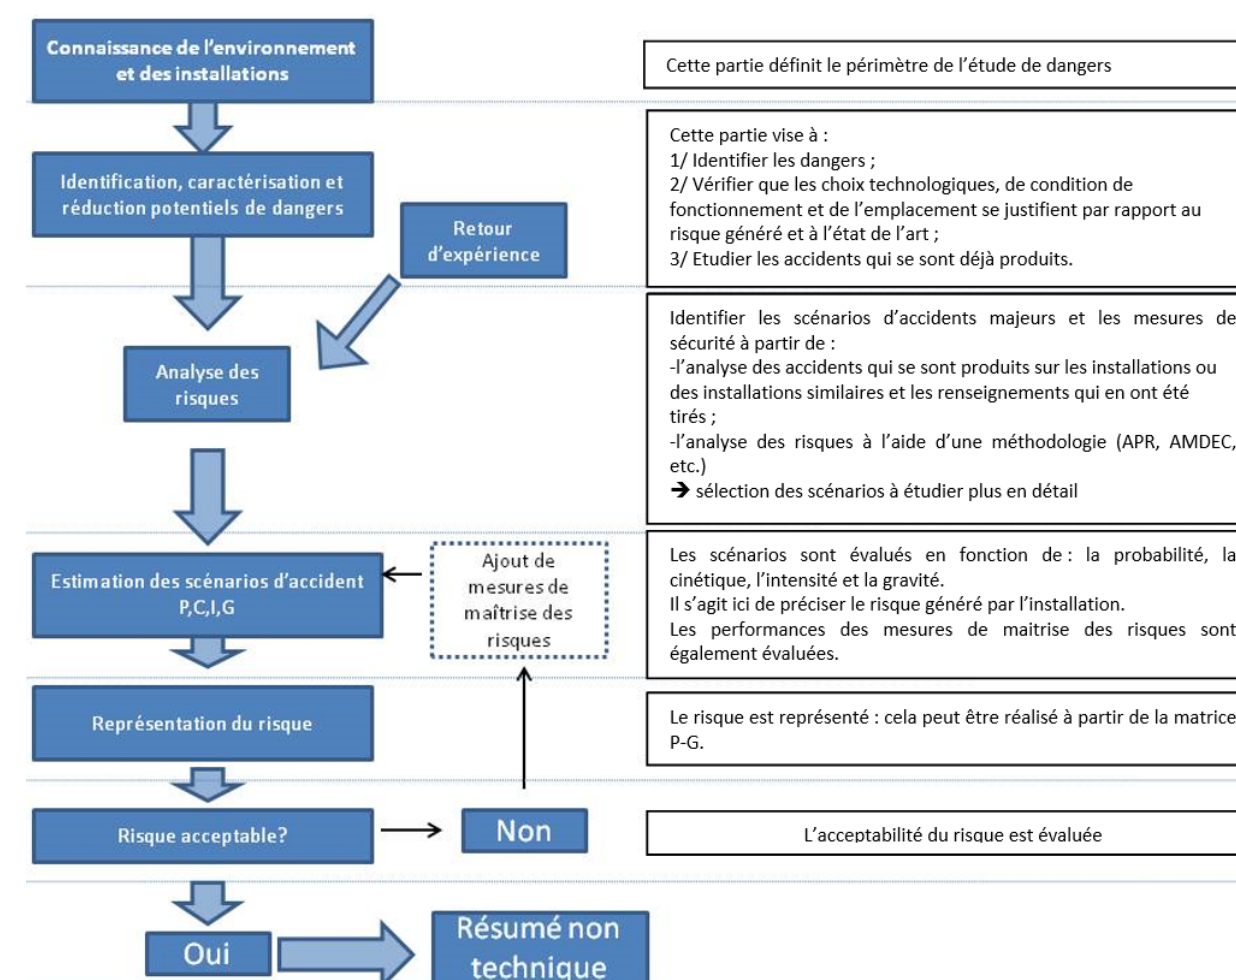 Connaissance de l'environnement
et des installations
Cette partie définit le périmètre de l'étude de dangers
Identification, caractérisation et
réduction potentiels de dangers
Retour
d'expérience
Cette partie vise à :
1/ Identifier les dangers ;
2/ Vérifier que les choix technologiques, de condition de
fonctionnement et de l'emplacement se justifient par rapport au
risque généré et à l'état de l'art ;
3/ Etudier les accidents qui se sont déjà produits.
Analyse des
risques
Identifier les scénarios d'accidents majeurs et les mesures de
sécurité à partir de :
-l'analyse des accidents qui se sont produits sur les installations ou
des installations similaires et les renseignements qui en ont été
tirés ;
-l'analyse des risques à l'aide d'une méthodologie (APR, AMDEC,
etc.)
➔ sélection des scénarios à étudier plus en détail
Estimation des scénarios d'accident
P,C,I,G
Ajout de
mesures de
maîtrise des
risques
Les scénarios sont évalués en fonction de : la probabilité, la
cinétique, l'intensité et la gravité.
Il s'agit ici de préciser le risque généré par l'installation.
Les performances des mesures de maitrise des risques sont
également évaluées.
Représentation du risque
Le risque est représenté : cela peut être réalisé à partir de la matrice
P-G.
Risque acceptable?
Non
L'acceptabilité du risque est évaluée
Oui
Résumé non
technique